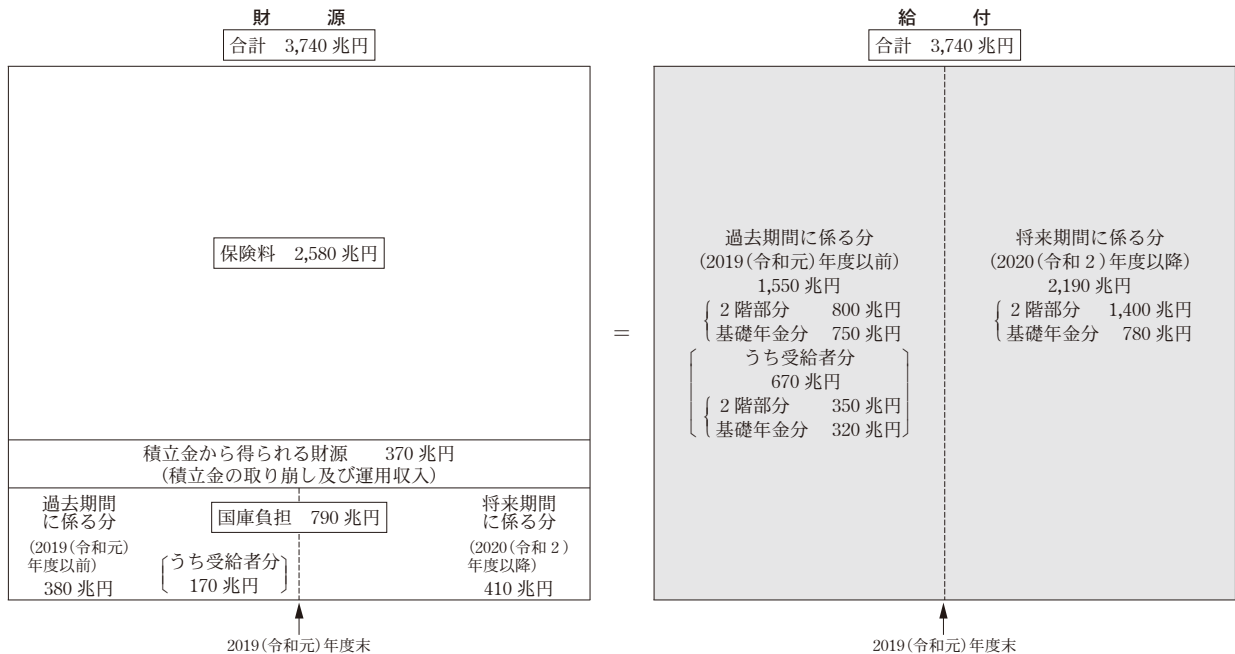 財　源
合計　3,740 兆円
保険料　2,580 兆円
積立金から得られる財源　370 兆円
(積立金の取り崩し及び運用収入)
過去期間
に係る分
(2019(令和元)
年度以前)
380 兆円
国庫負担　790 兆円
うち受給者分
170 兆円
将来期間
に係る分
(2020(令和２)
年度以降)
410 兆円
2019(令和元)年度末
=
給　付
合計　3,740 兆円
過去期間に係る分
(2019(令和元)年度以前)
1,550 兆円
２階部分　800 兆円
基礎年金分　750 兆円
うち受給者分
670 兆円
２階部分　350 兆円
基礎年金分　320 兆円
将来期間に係る分
(2020(令和２)年度以降)
2,190 兆円
２階部分　1,400 兆円
基礎年金分　780 兆円
2019(令和元)年度末